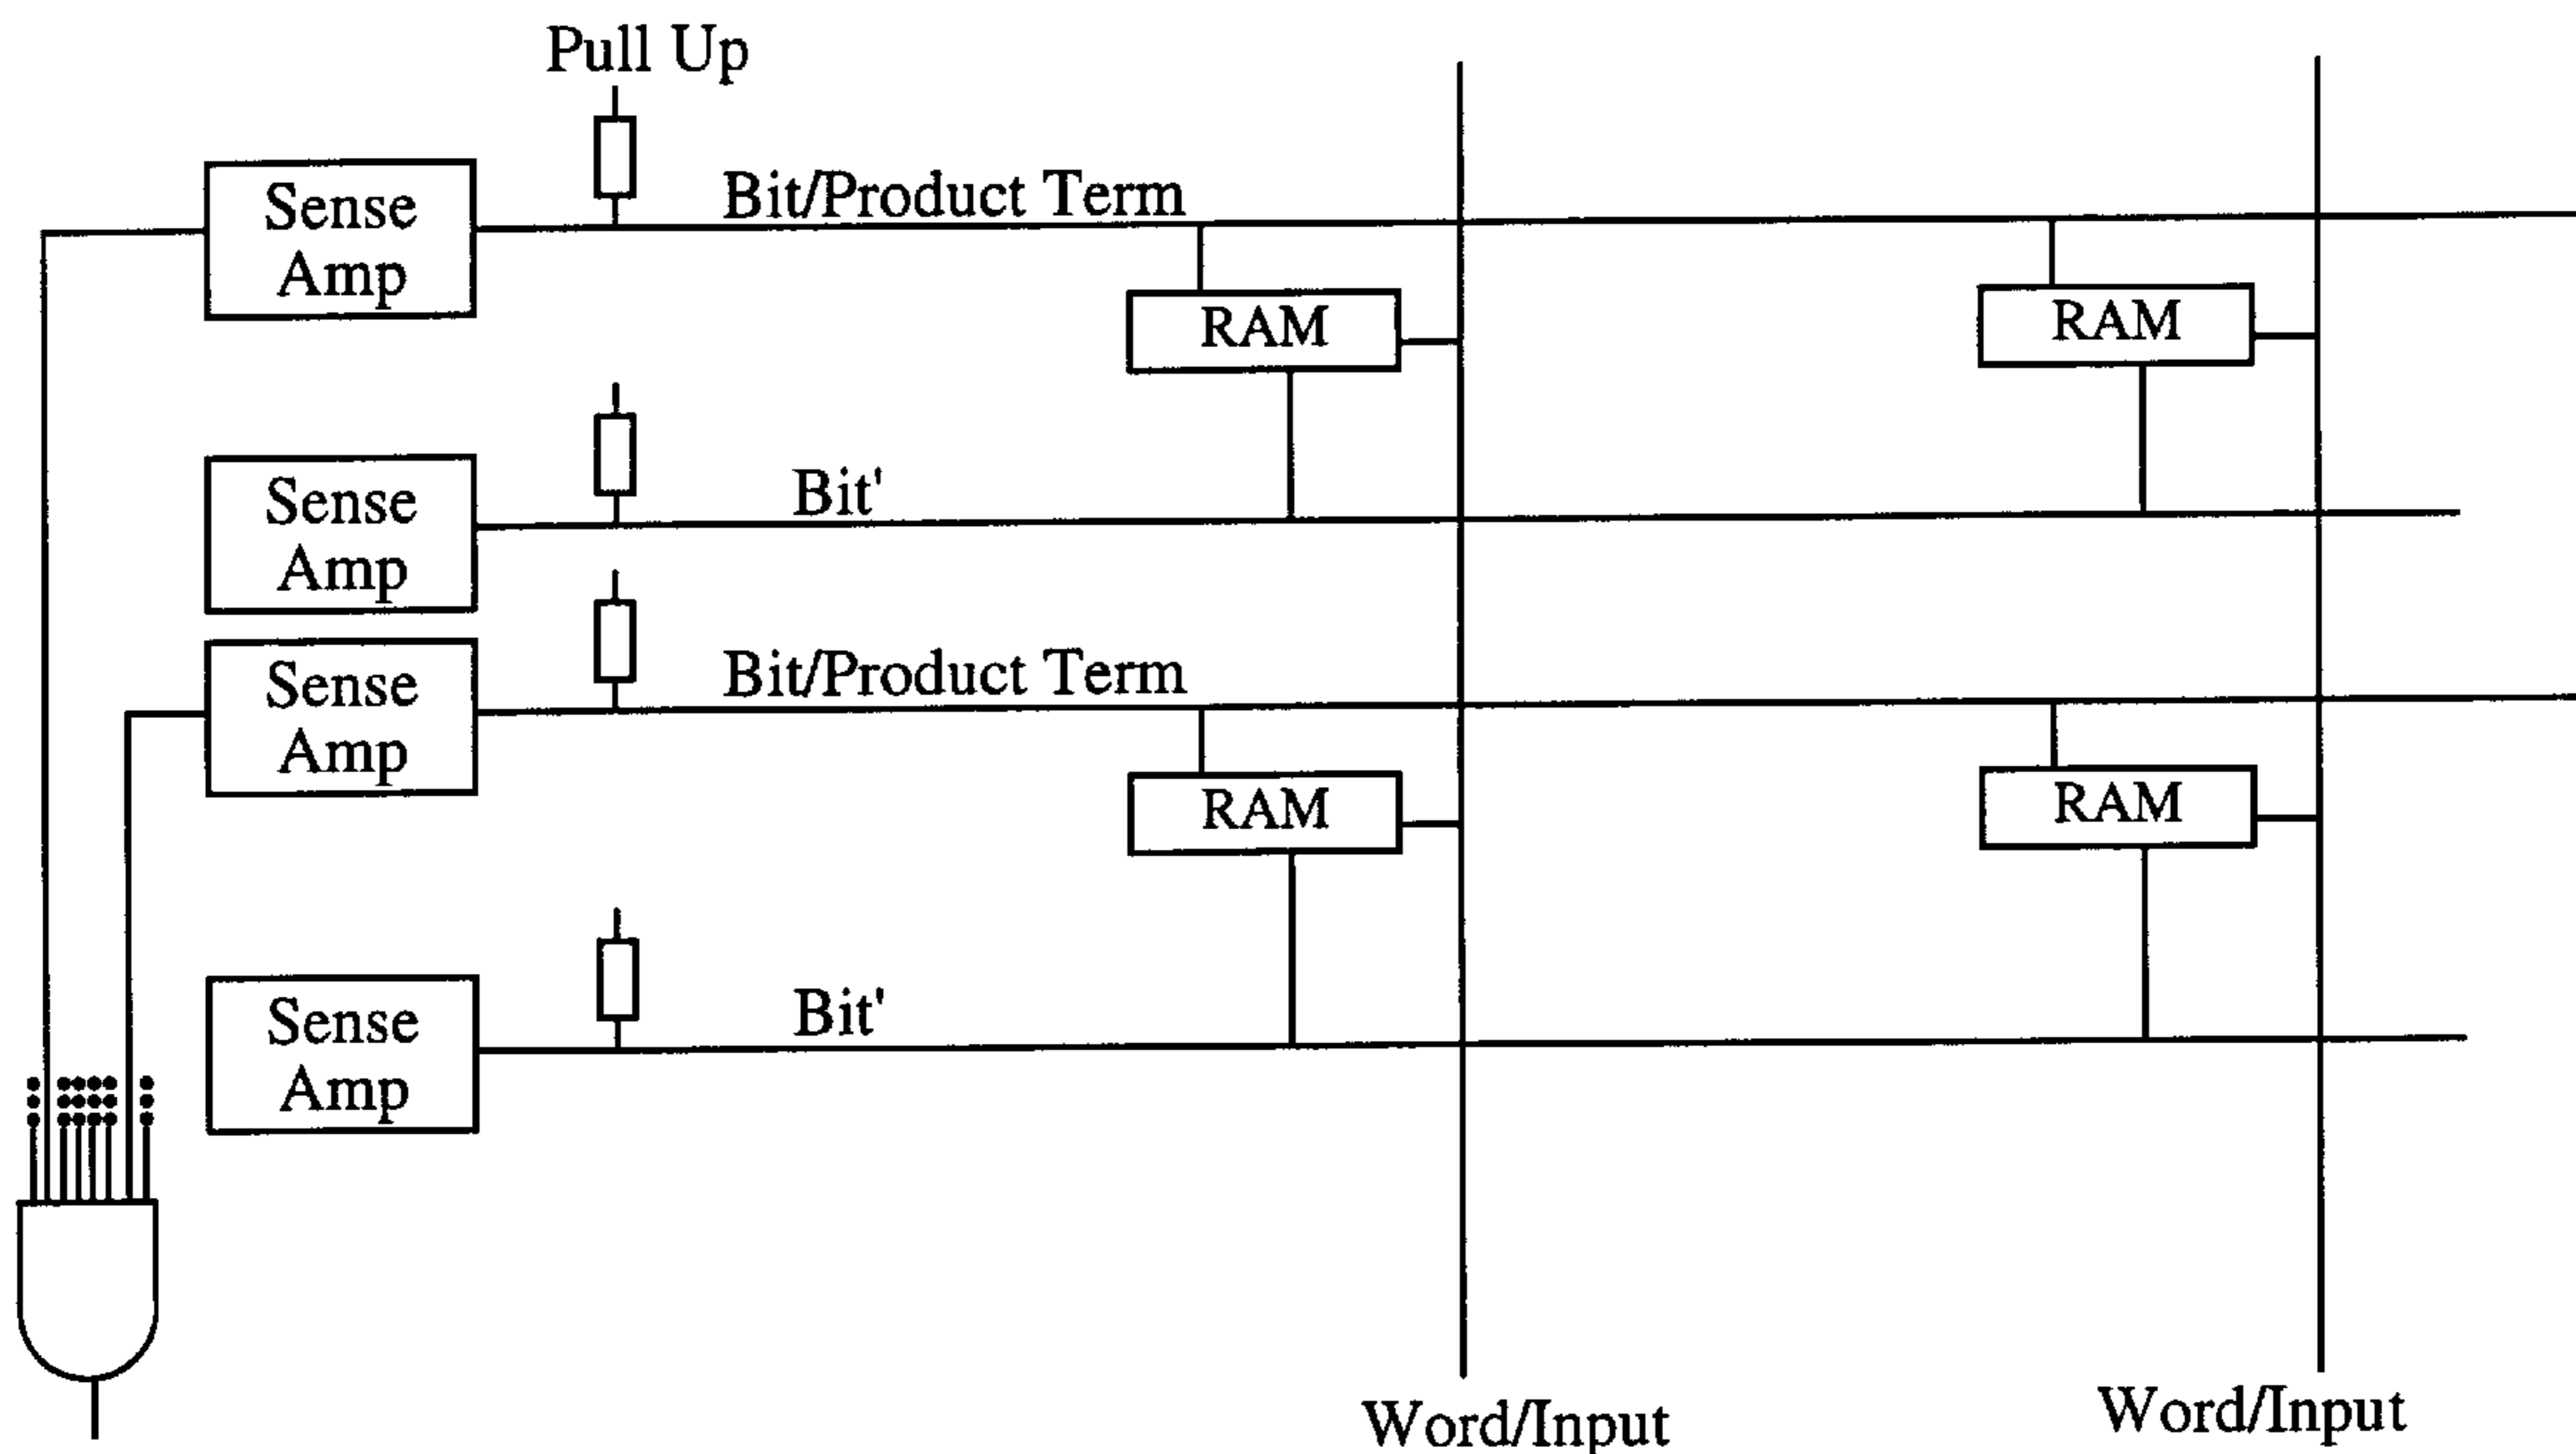 Pull Up
Sense
Amp
Bit/Product Term
RAM
RAM
Sense
Amp
Bit'
Sense
Amp
Bit/Product Term
RAM
RAM
Sense
Amp
Bit'
Word/Input
Word/Input